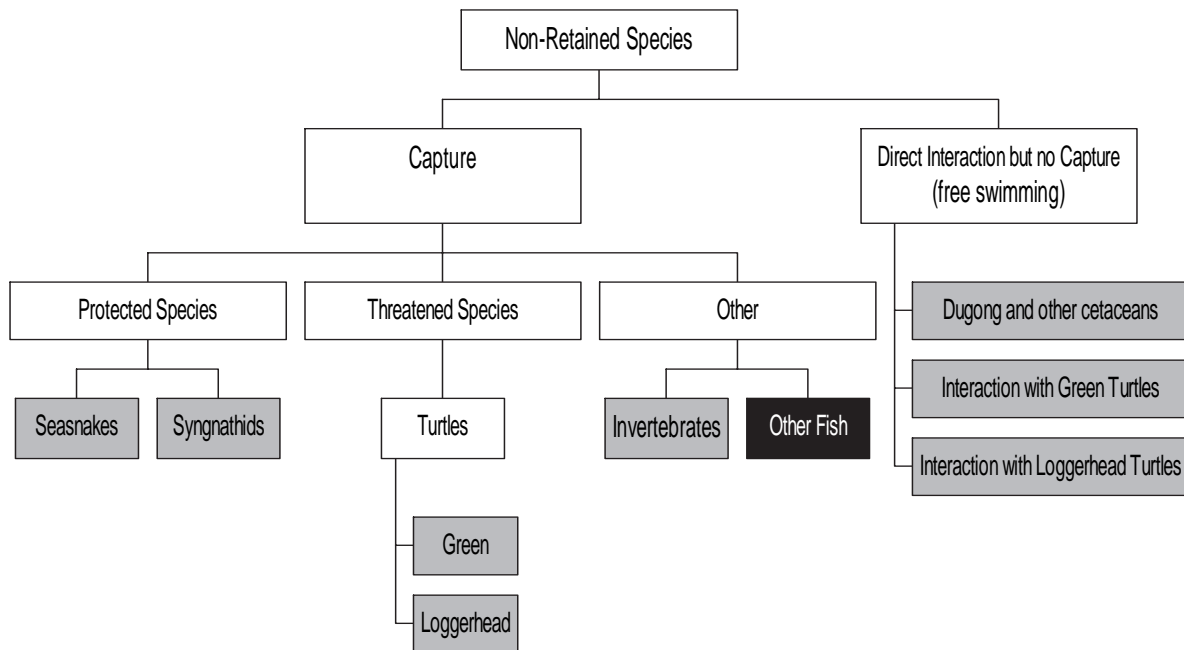 Non-Retained Species
Capture
Direct Interaction but no Capture
(free swimming)
Protected Species
Threatened Species
Other
Dugong and other cetaceans
Interaction with Green Turtles
Interaction with Loggerhead Turtles
Seasnakes
Syngnathids
Turtles
Invertebrates
Other Fish
Green
Loggerhead